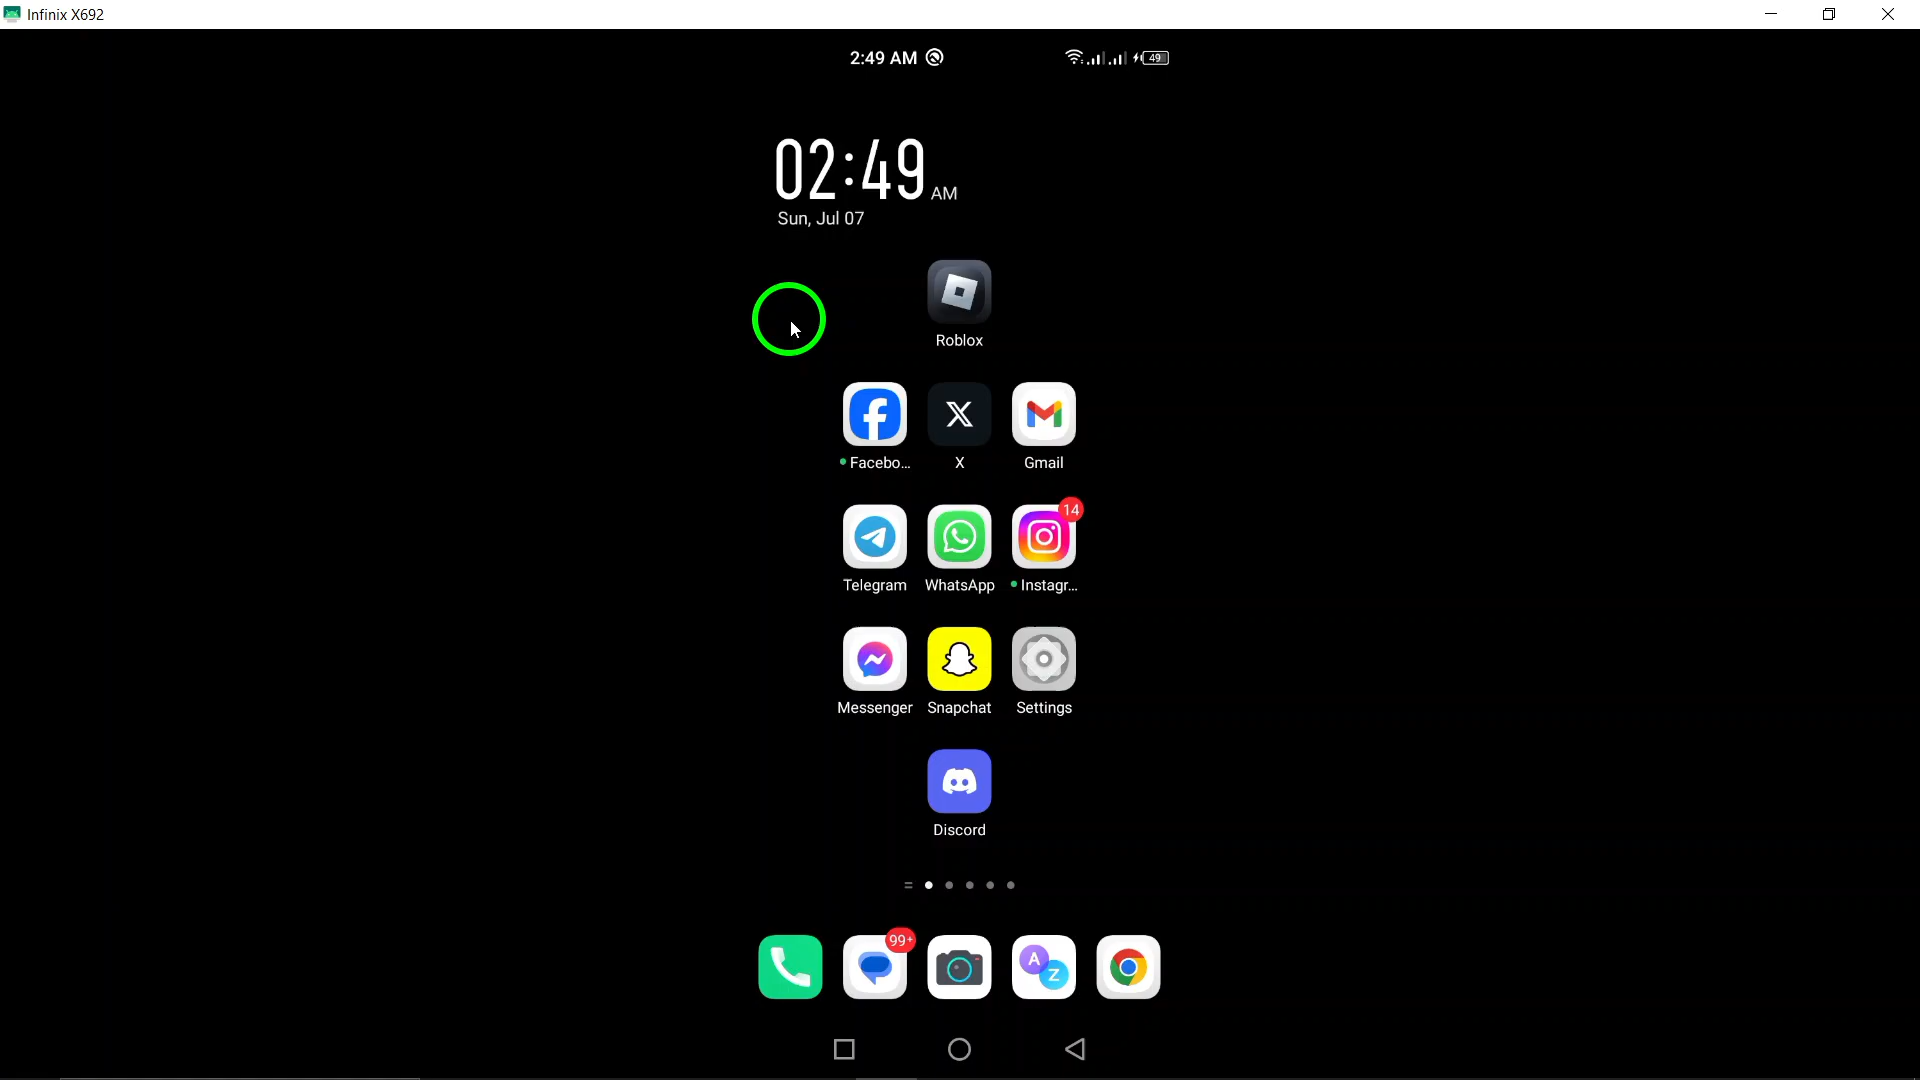 Infinix X692
2:49 AM
49
02:49 AM
Sun, Jul 07
Roblox
Facebo...
X
Gmail
14
Telegram
WhatsApp
Instagr...
Messenger
Snapchat
Settings
Discord
99+
A
Z